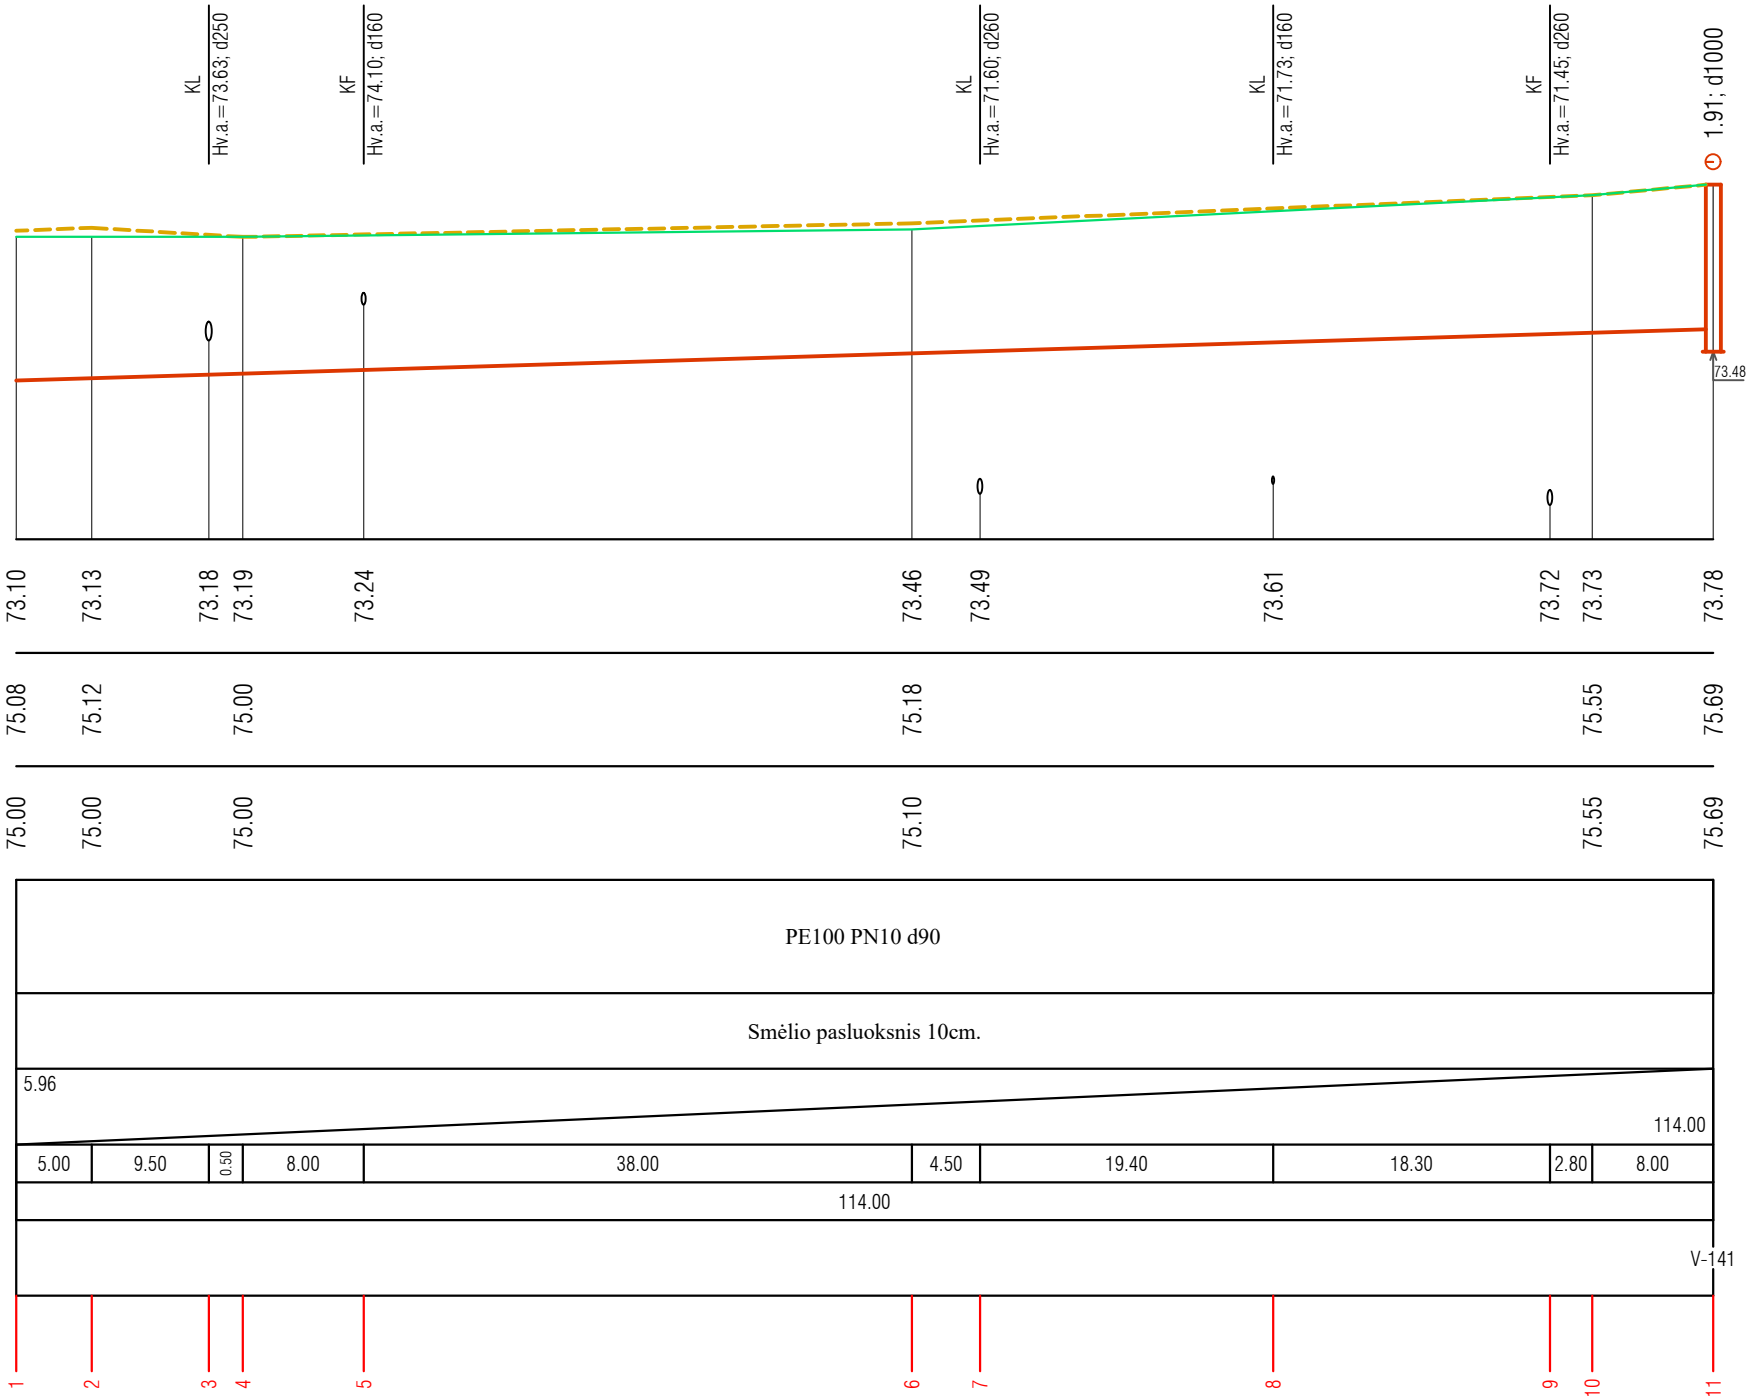 KL
Hv.a.=73.63; d250
KF
Hv.a.=74.10; d160
KL
Hv.a.=71.60; d260
KL
Hv.a.=71.73; d160
KF
Hv.a.=71.45; d260
1.91; d1000
73.48
73.10 73.13 73.18 73.19 73.24 73.46 73.49 73.61 73.72 73.73 73.78
75.08 75.12 75.00 75.18 75.55 75.69
75.00 75.00 75.00 75.10 75.55 75.69
PE100 PN10 d90
Smėlio pasluoksnis 10cm.
5.96
114.00
5.00 9.50 0.50 8.00 38.00 4.50 19.40 18.30 2.80 8.00
114.00
V-141
1 2 3 4 5 6 7 8 9 10 11